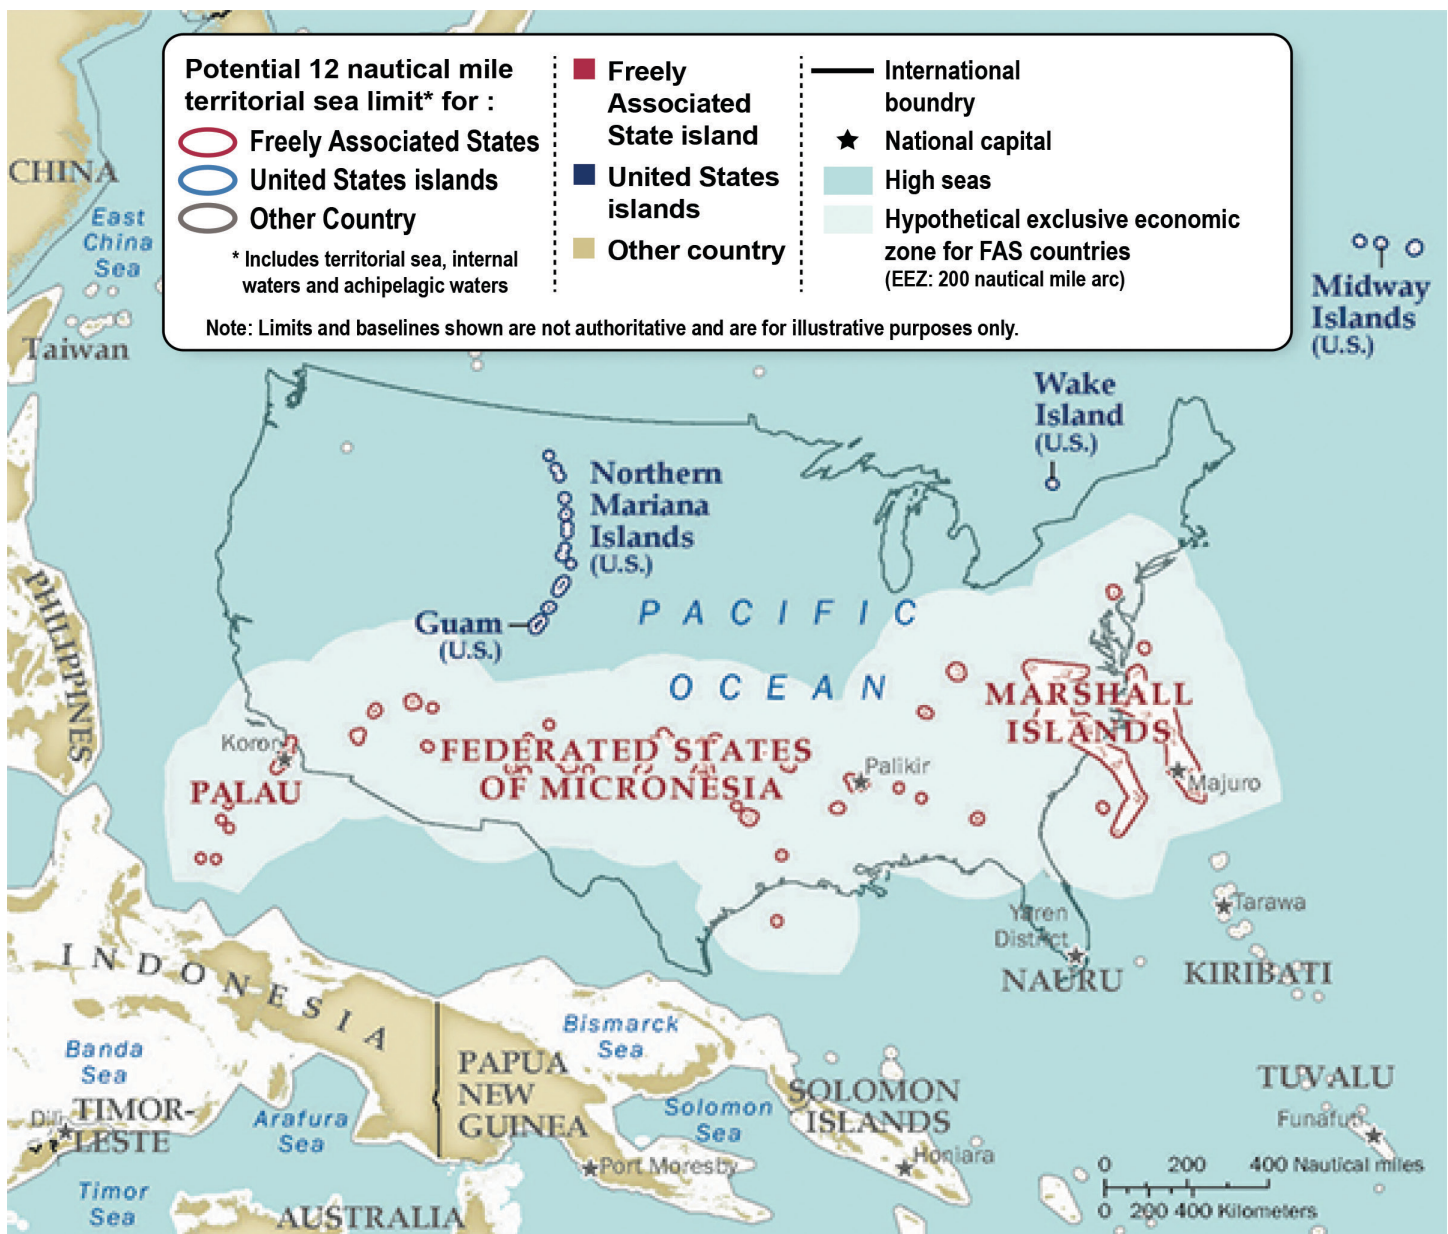 Potential 12 nautical mile
territorial sea limit* for :
Freely Associated States
United States islands
Other Country
* Includes territorial sea, internal
waters and achipelagic waters
Freely
Associated
State island
United States
islands
Other country
International
boundry
National capital
High seas
Hypothetical exclusive economic
zone for FAS countries
(EEZ: 200 nautical mile arc)
Note: Limits and baselines shown are not authoritative and are for illustrative purposes only.
CHINA
East
China
Sea
Taiwan
Midway
Islands
(U.S.)
Wake
Island
(U.S.)
Northern
Mariana
Islands
(U.S.)
Guam
(U.S.)
PACIFIC
OCEAN
PHILIPPINES
Koror
PALAU
FEDERATED STATES
OF MICRONESIA
Palikir
MARSHALL
ISLANDS
Majuro
Yaren
District
NAURU
Tarawa
KIRIBATI
INDONESIA
Banda
Sea
Dili
TIMOR-
LESTE
Arafura
Sea
Timor
Sea
AUSTRALIA
PAPUA
NEW
GUINEA
Bismarck
Sea
Solomon
Sea
Port Moresby
SOLOMON
ISLANDS
Honiara
TUVALU
Funafuti
0 200 400 Nautical miles
0 200 400 Kilometers